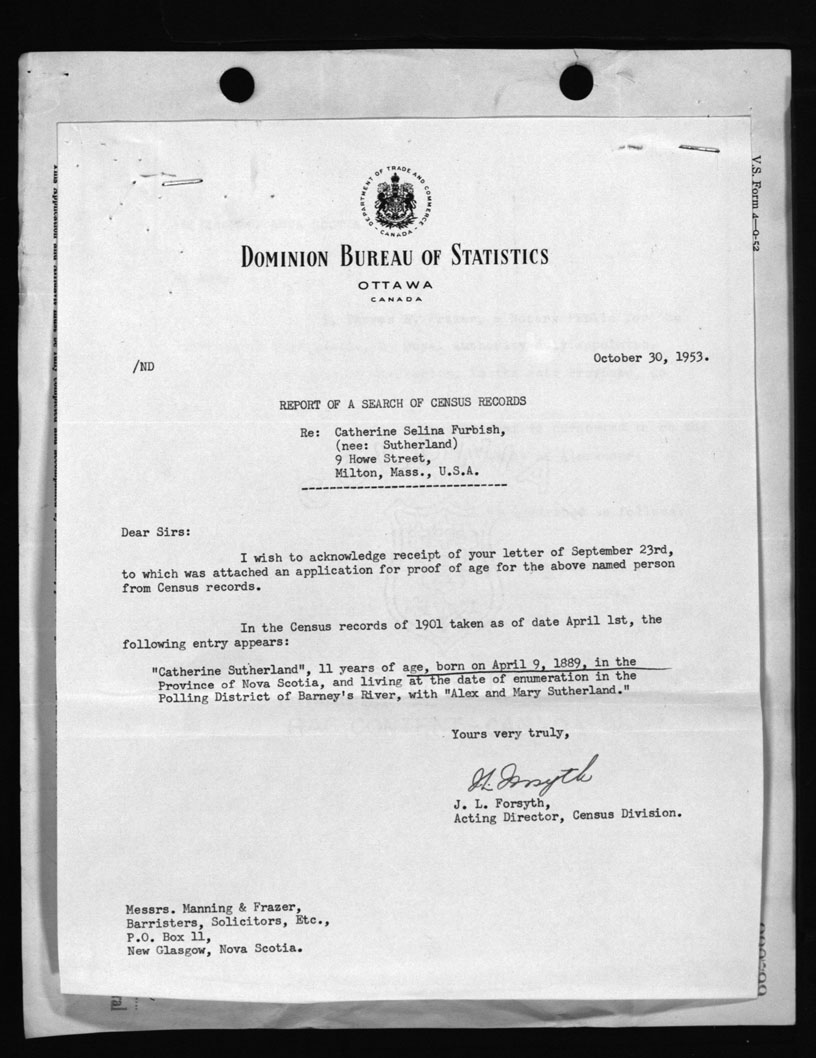 DEPARTMENT OF TRADE AND COMMERCE
- CANADA -
DOMINION BUREAU OF STATISTICS
OTTAWA
CANADA
V.S. Form 4—9-52
/ND
October 30, 1953.
REPORT OF A SEARCH OF CENSUS RECORDS
Re: Catherine Selina Furbish,
(nee: Sutherland)
9 Howe Street,
Milton, Mass., U.S.A.
-------------------------------
Dear Sirs:
I wish to acknowledge receipt of your letter of September 23rd,
to which was attached an application for proof of age for the above named person
from Census records.
In the Census records of 1901 taken as of date April 1st, the
following entry appears:
"Catherine Sutherland", 11 years of age, born on April 9, 1889, in the
Province of Nova Scotia, and living at the date of enumeration in the
Polling District of Barney's River, with "Alex and Mary Sutherland."
Yours very truly,
J. L. Forsyth,
Acting Director, Census Division.
Messrs. Manning & Frazer,
Barristers, Solicitors, Etc.,
P.O. Box 11,
New Glasgow, Nova Scotia.